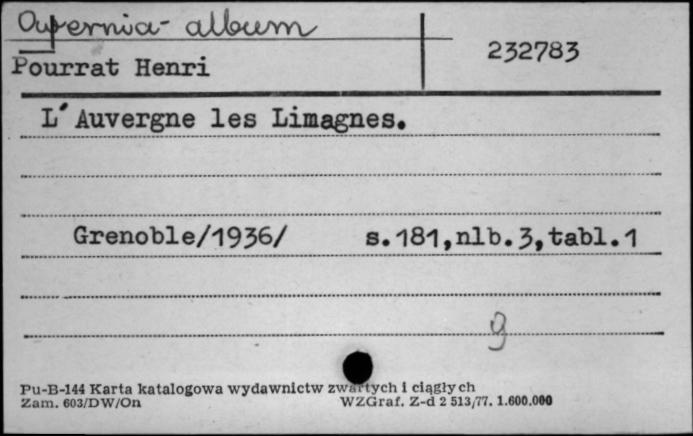 Owernia - album
232783
Pourrat Henri
L'Auvergne les Limagnes.
Grenoble/1936/ s.181,nlb.3,tabl.1
g
Pu-B-144 Karta katalogowa wydawnictw zwartych i ciągłych
Zam. 603/DW/On WZGraf. Z-d 2 513/77. 1.600.000